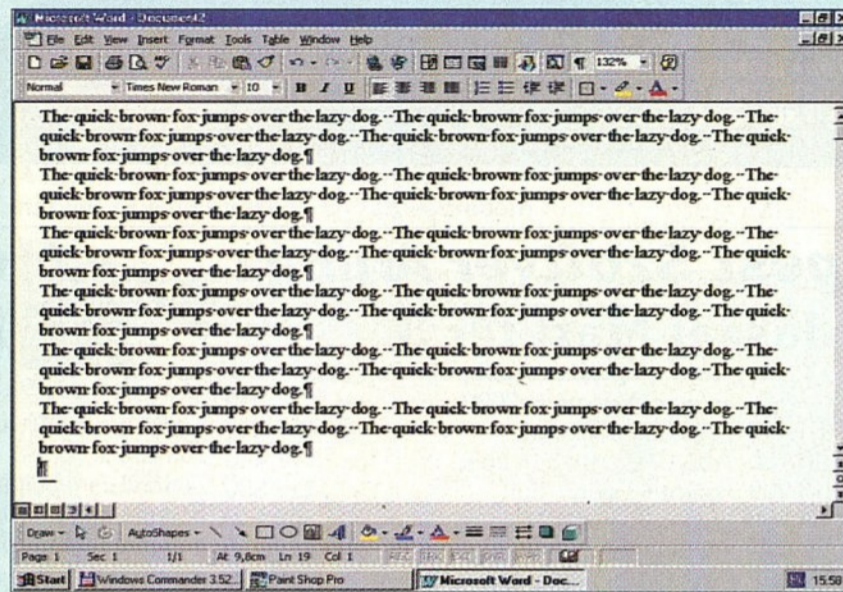 Microsoft Word - Document2
File Edit View Insert Format Tools Table Window Help
132%
Normal Times New Roman 10 B I U
The quick brown fox jumps over the lazy dog. The quick brown fox jumps over the lazy dog. The
quick brown fox jumps over the lazy dog. The quick brown fox jumps over the lazy dog. The quick
brown fox jumps over the lazy dog.¶
The quick brown fox jumps over the lazy dog. The quick brown fox jumps over the lazy dog. The
quick brown fox jumps over the lazy dog. The quick brown fox jumps over the lazy dog. The quick
brown fox jumps over the lazy dog.¶
The quick brown fox jumps over the lazy dog. The quick brown fox jumps over the lazy dog. The
quick brown fox jumps over the lazy dog. The quick brown fox jumps over the lazy dog. The quick
brown fox jumps over the lazy dog.¶
The quick brown fox jumps over the lazy dog. The quick brown fox jumps over the lazy dog. The
quick brown fox jumps over the lazy dog. The quick brown fox jumps over the lazy dog. The quick
brown fox jumps over the lazy dog.¶
The quick brown fox jumps over the lazy dog. The quick brown fox jumps over the lazy dog. The
quick brown fox jumps over the lazy dog. The quick brown fox jumps over the lazy dog. The quick
brown fox jumps over the lazy dog.¶
The quick brown fox jumps over the lazy dog. The quick brown fox jumps over the lazy dog. The
quick brown fox jumps over the lazy dog. The quick brown fox jumps over the lazy dog. The quick
brown fox jumps over the lazy dog.¶
¶
Draw AutoShapes
Page 1 Sec 1 1/1 At 9,8cm Ln 19 Col 1
Start Windows Commander 3.52... Paint Shop Pro Microsoft Word - Doc... 15:58